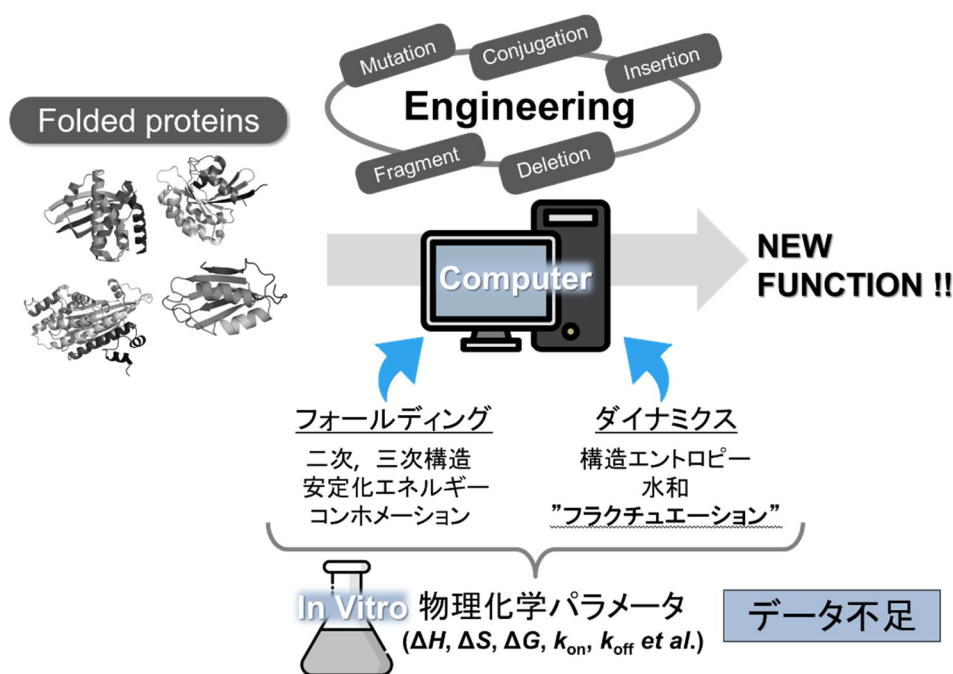 Mutation
Conjugation
Insertion
Engineering
Fragment
Deletion
Folded proteins
Computer
NEW
FUNCTION !!
フォールディング
二次, 三次構造
安定化エネルギー
コンホメーション
ダイナミクス
構造エントロピー
水和
”フラクチュエーション”
In Vitro 物理化学パラメータ
(ΔH, ΔS, ΔG, kon, koff et al.)
データ不足